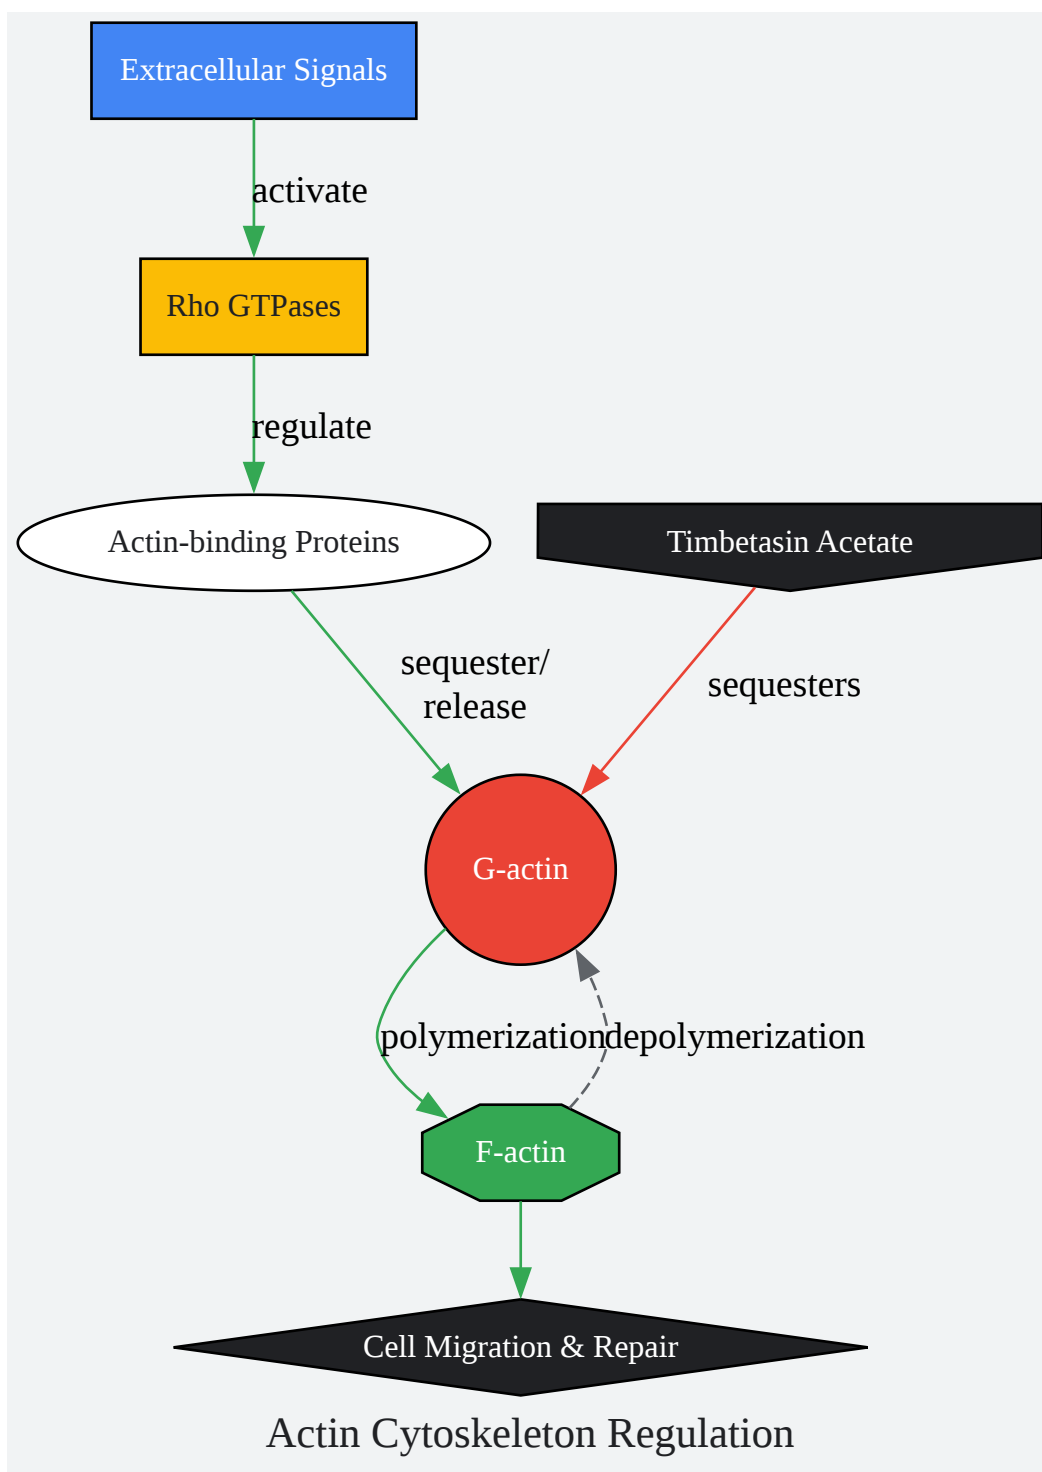 Extracellular Signals
activate
Rho GTPases
regulate
Actin-binding Proteins
Timbetasin Acetate
sequester/
release
sequesters
G-actin
polymerization
depolymerization
F-actin
Cell Migration & Repair
Actin Cytoskeleton Regulation